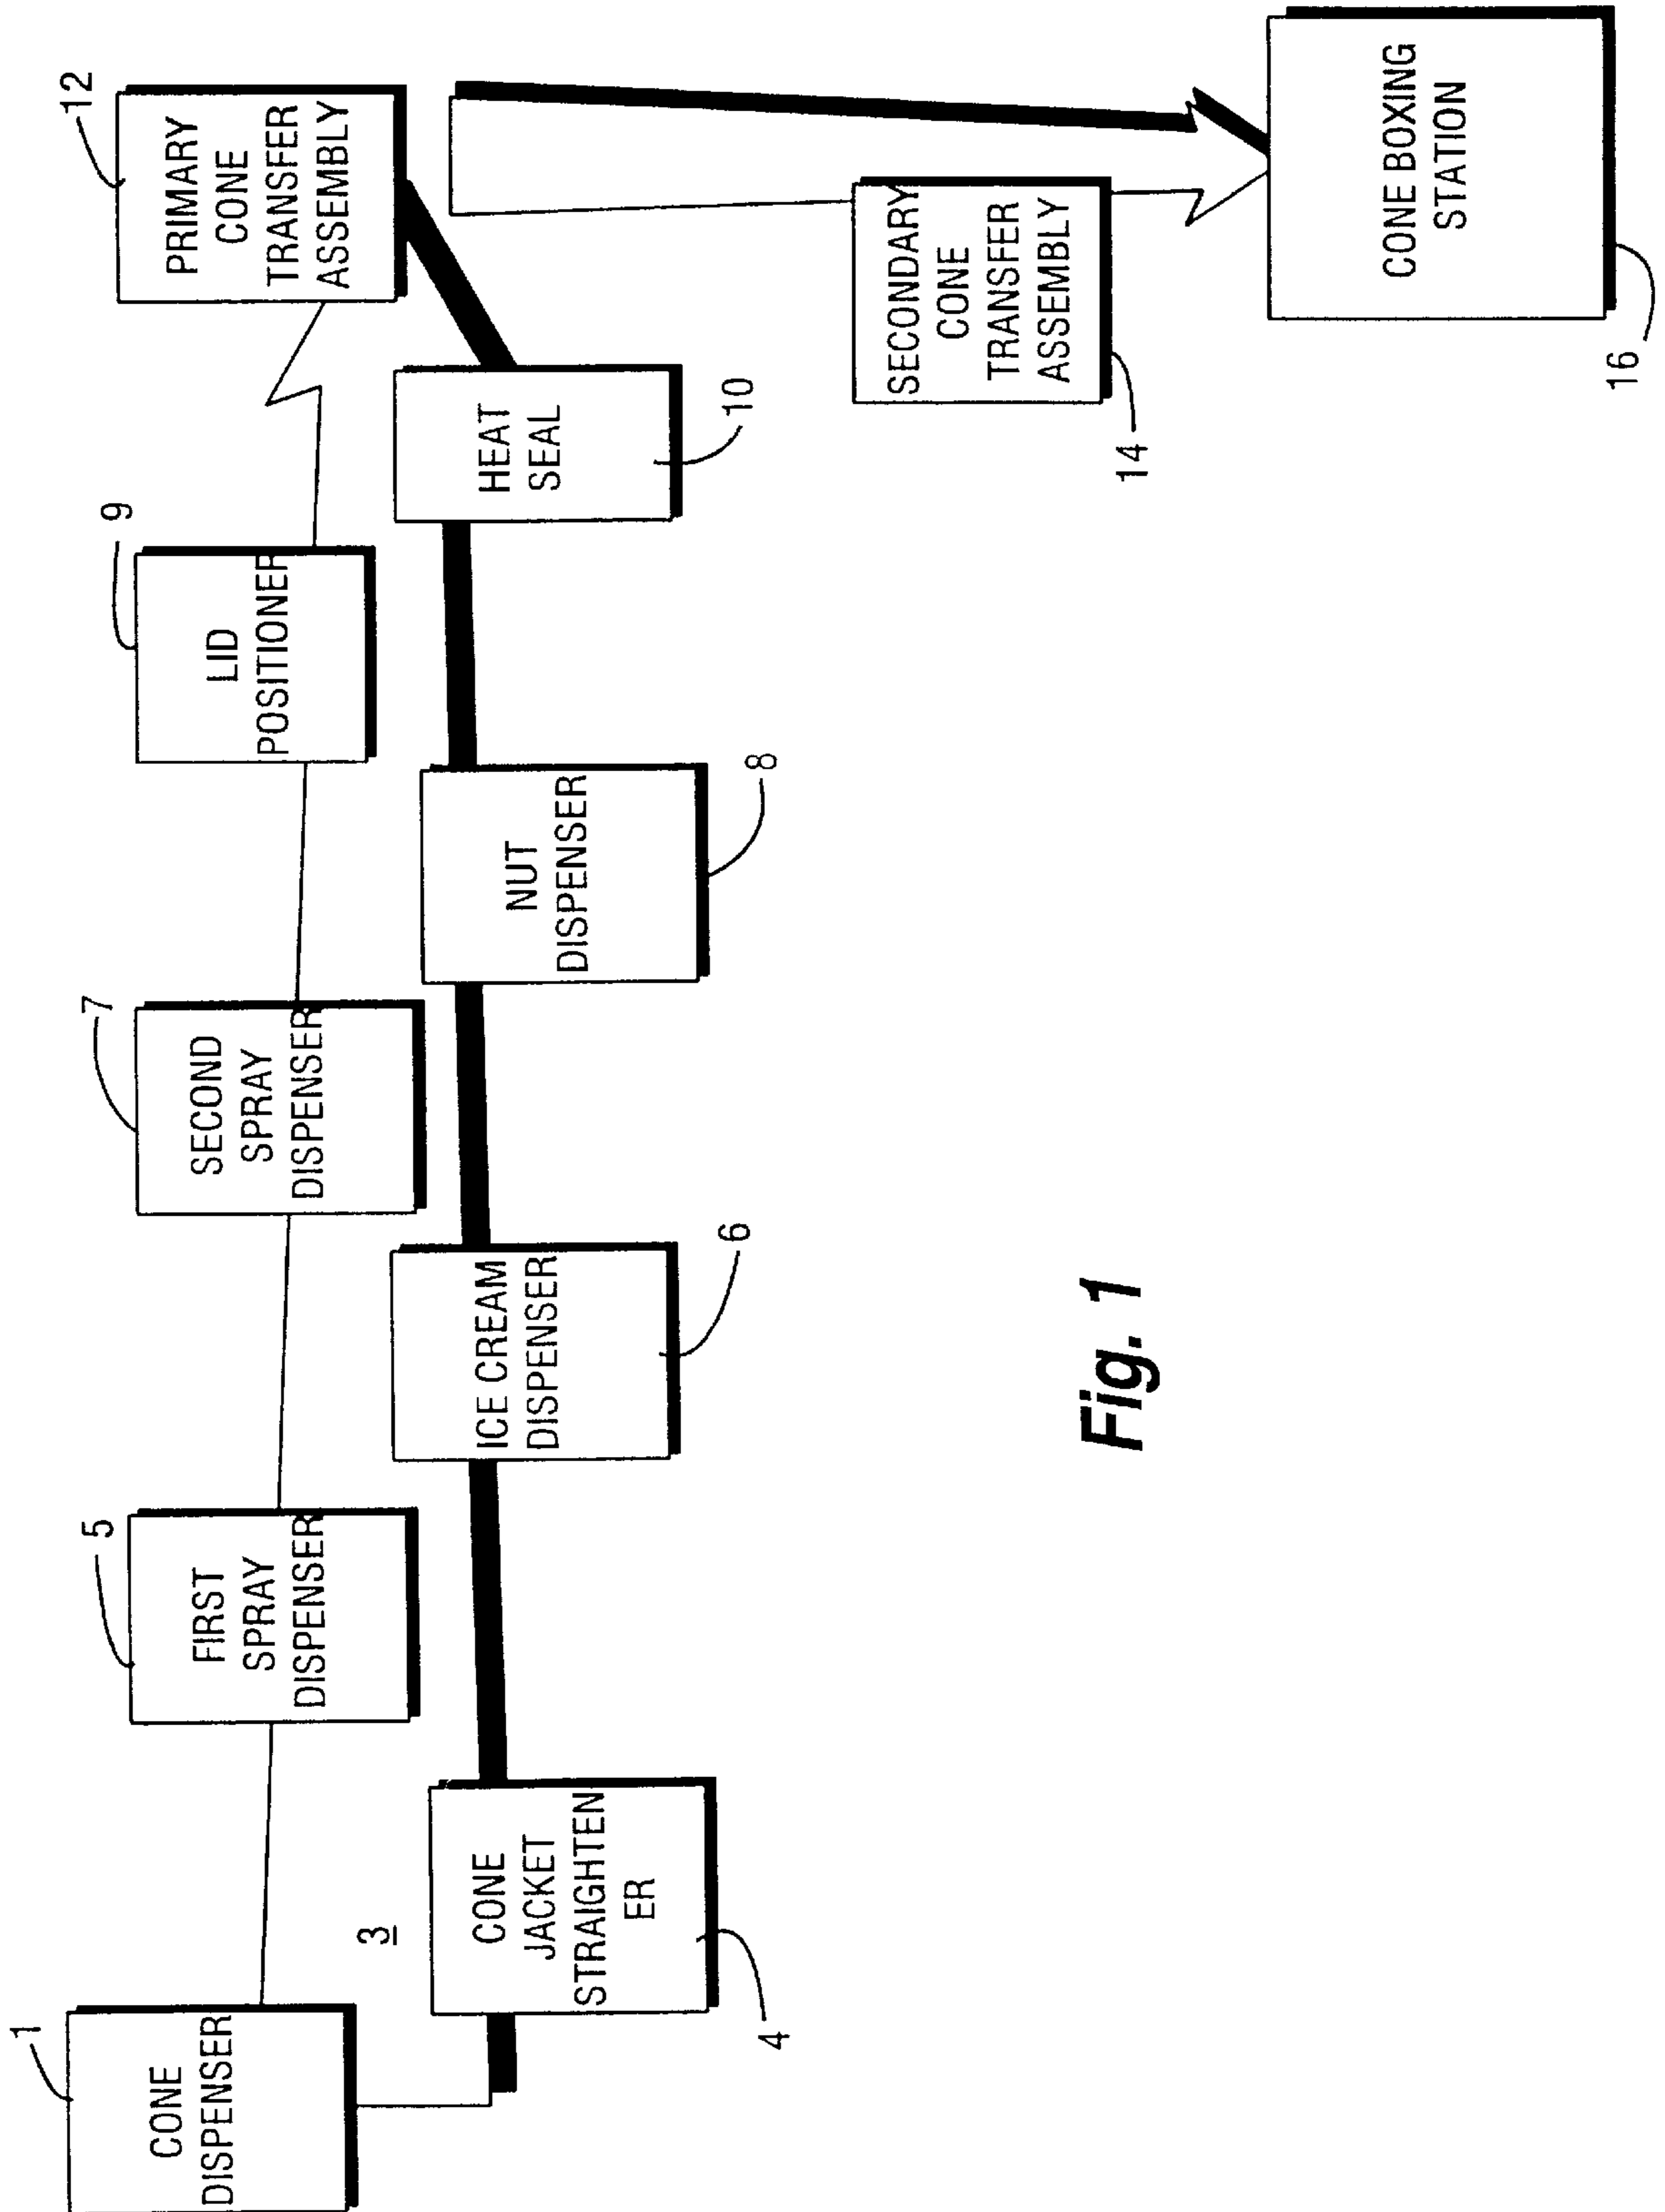 1
CONE
DISPENSER
3
4
CONE
JACKET
STRAIGHTEN
ER
5
FIRST
SPRAY
DISPENSER
6
ICE CREAM
DISPENSER
7
SECOND
SPRAY
DISPENSER
8
NUT
DISPENSER
9
LID
POSITIONER
10
HEAT
SEAL
12
PRIMARY
CONE
TRANSFER
ASSEMBLY
14
SECONDARY
CONE
TRANSFER
ASSEMBLY
16
CONE BOXING
STATION
Fig. 1